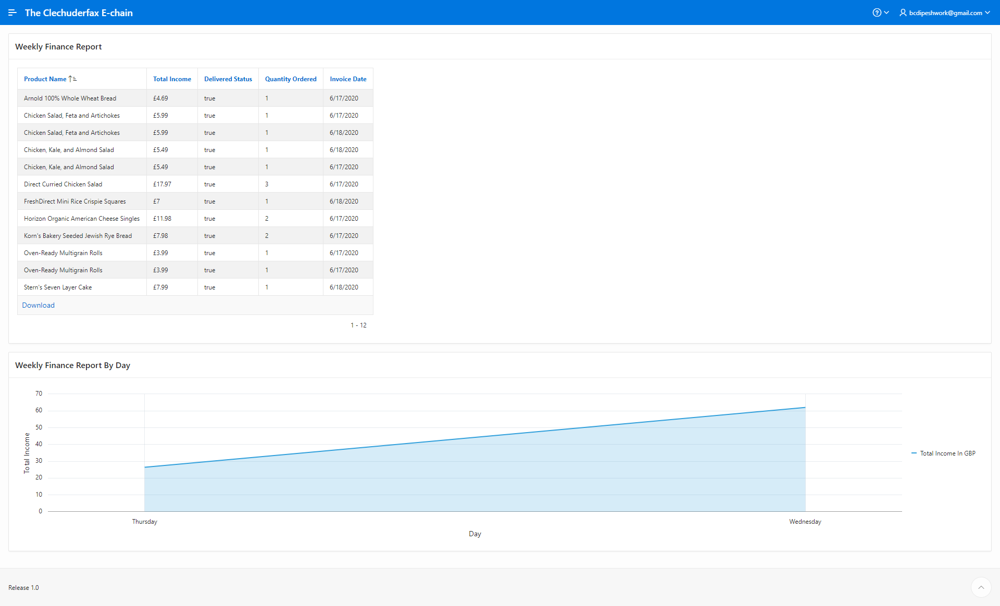 The Clechuderfax E-chain
bcdipeshwork@gmail.com
Weekly Finance Report
Product Name Total Income Delivered Status Quantity Ordered Invoice Date
Arnold 100% Whole Wheat Bread £4.69 true 1 6/17/2020
Chicken Salad, Feta and Artichokes £5.99 true 1 6/17/2020
Chicken Salad, Feta and Artichokes £5.99 true 1 6/18/2020
Chicken, Kale, and Almond Salad £5.49 true 1 6/18/2020
Chicken, Kale, and Almond Salad £5.49 true 1 6/17/2020
Direct Curried Chicken Salad £17.97 true 3 6/17/2020
FreshDirect Mini Rice Crispie Squares £7 true 1 6/18/2020
Horizon Organic American Cheese Singles £11.98 true 2 6/17/2020
Korn's Bakery Seeded Jewish Rye Bread £7.98 true 2 6/17/2020
Oven-Ready Multigrain Rolls £3.99 true 1 6/17/2020
Oven-Ready Multigrain Rolls £3.99 true 1 6/17/2020
Stern's Seven Layer Cake £7.99 true 1 6/18/2020
Download
1 - 12
Weekly Finance Report By Day
Total Income
70
60
50
40
30
20
10
0
Thursday Wednesday
Day
Total Income In GBP
Release 1.0